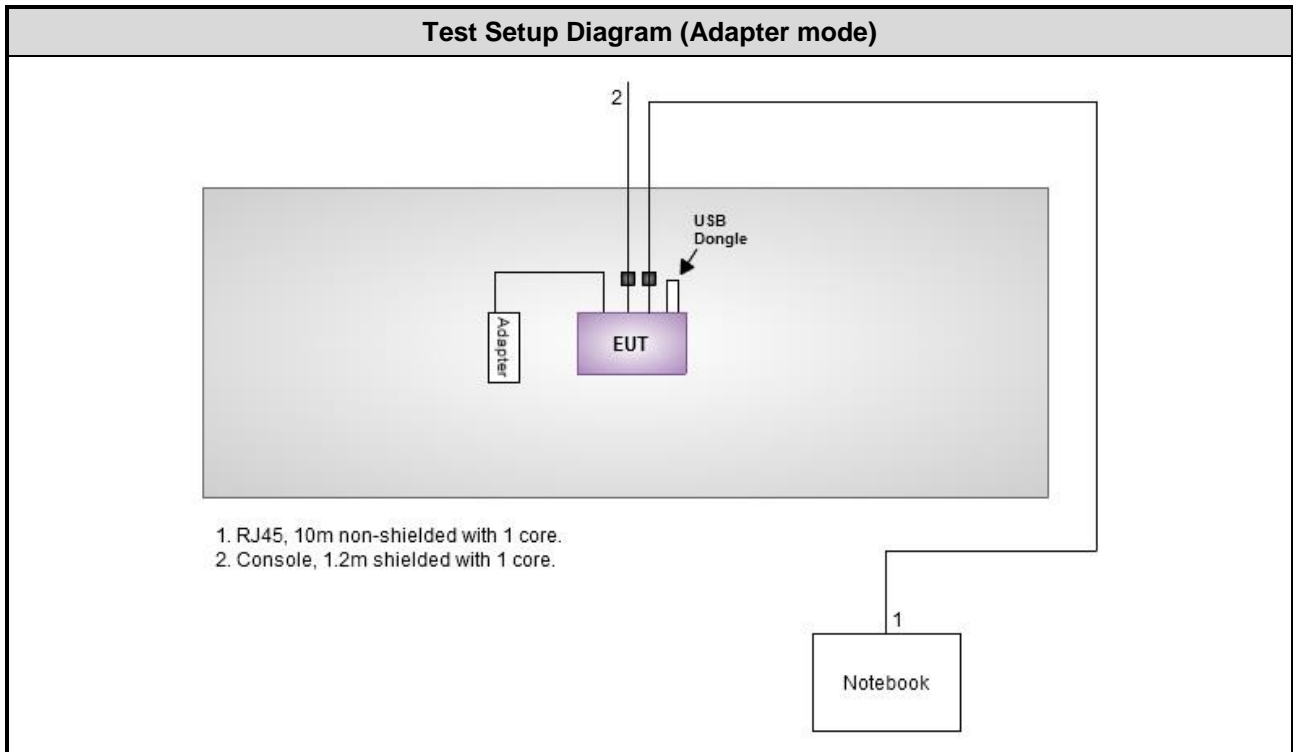 Test Setup Diagram (Adapter mode)
2
USB
Dongle
Adapter
EUT
1. RJ45, 10m non-shielded with 1 core.
2. Console, 1.2m shielded with 1 core.
1
Notebook